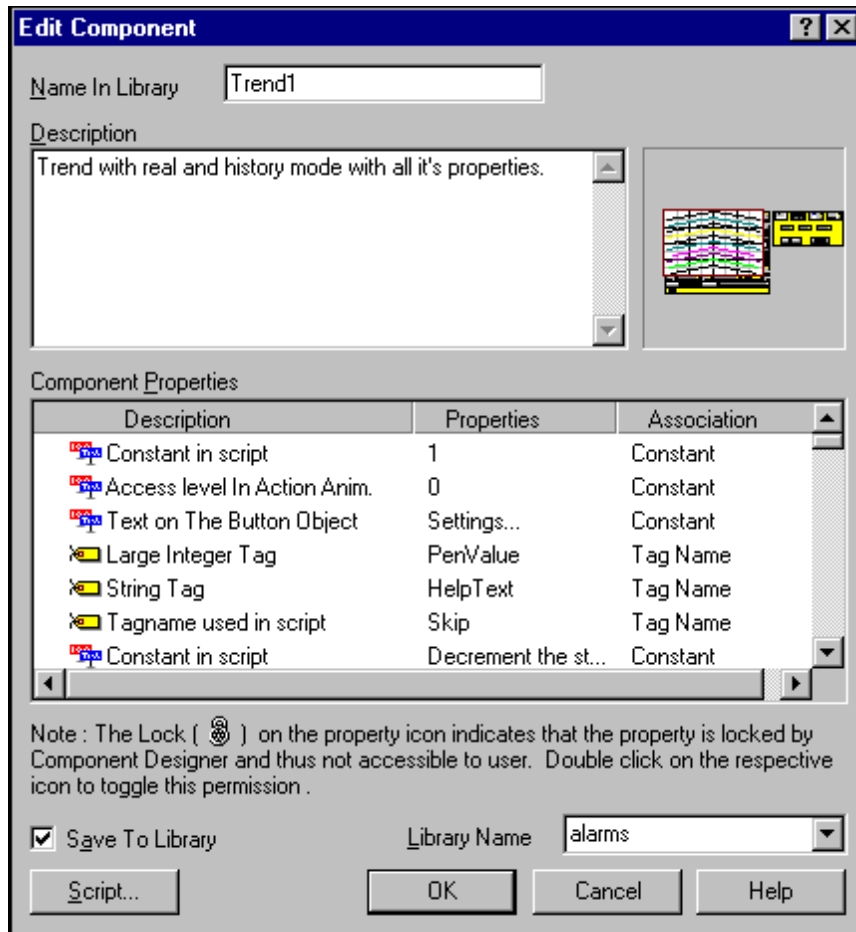 Edit Component
Name In Library Trend1
Description
Trend with real and history mode with all it's properties.
Component Properties
Description Properties Association
Constant in script 1 Constant
Access level In Action Anim. 0 Constant
Text on The Button Object Settings... Constant
Large Integer Tag PenValue Tag Name
String Tag HelpText Tag Name
Tagname used in script Skip Tag Name
Constant in script Decrement the st... Constant
Note : The Lock ( ) on the property icon indicates that the property is locked by
Component Designer and thus not accessible to user. Double click on the respective
icon to toggle this permission .
Save To Library Library Name alarms
Script... OK Cancel Help